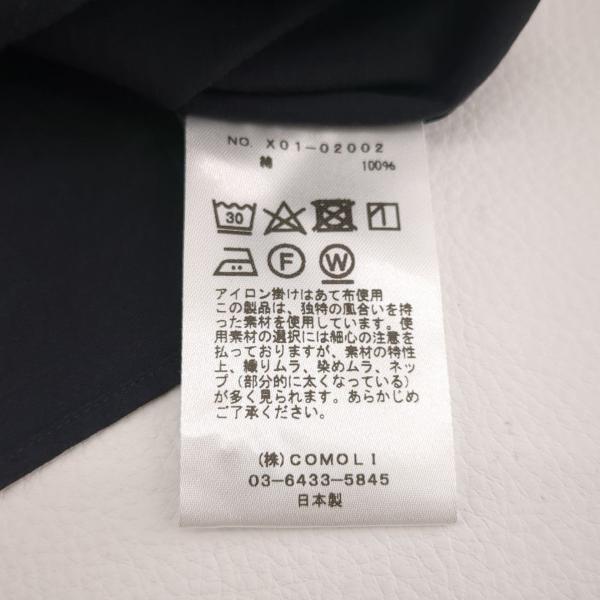 NO. X01-02002
綿 100%
30
F W
アイロン掛けはあて布使用
この製品は、独特の風合いを持
った素材を使用しています。使
用素材の選択には細心の注意を
払っておりますが、素材の特性
上、織りムラ、染めムラ、ネッ
プ（部分的に太くなっている）
が多く見られます。あらかじめ
ご了承ください。
(株) COMOLI
03-6433-5845
日本製